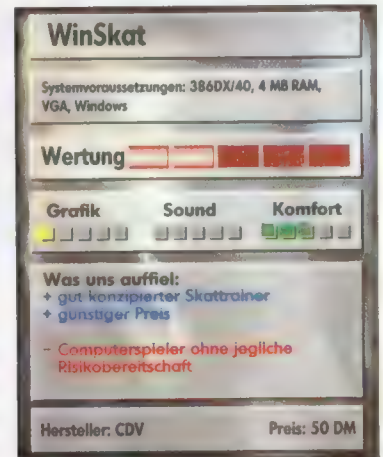 WinSkat
Systemvoraussetzungen: 386DX/40, 4 MB RAM,
VGA, Windows
Wertung
Grafik Sound Komfort
Was uns auffiel:
+ gut konzipierter Skattrainer
+ günstiger Preis
- Computerspieler ohne jegliche
Risikobereitschaft
Hersteller: CDV Preis: 50 DM